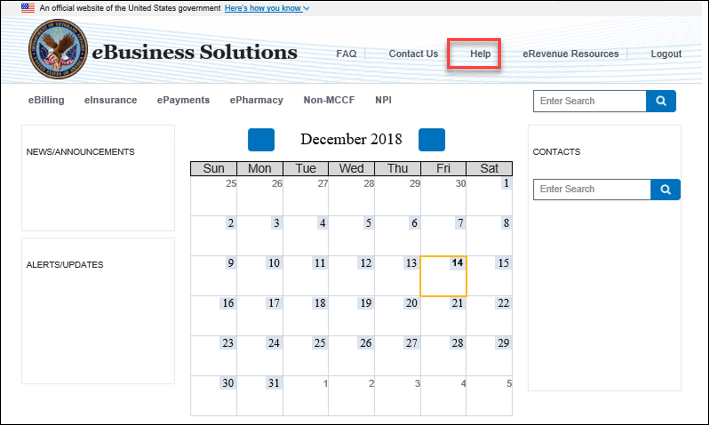 An official website of the United States government Here's how you know
eBusiness Solutions
FAQ Contact Us Help eRevenue Resources Logout
eBilling eInsurance ePayments ePharmacy Non-MCCF NPI Enter Search
NEWS/ANNOUNCEMENTS
ALERTS/UPDATES
December 2018
Sun Mon Tue Wed Thu Fri Sat
25 26 27 28 29 30 1
2 3 4 5 6 7 8
9 10 11 12 13 14 15
16 17 18 19 20 21 22
23 24 25 26 27 28 29
30 31 1 2 3 4 5
CONTACTS
Enter Search